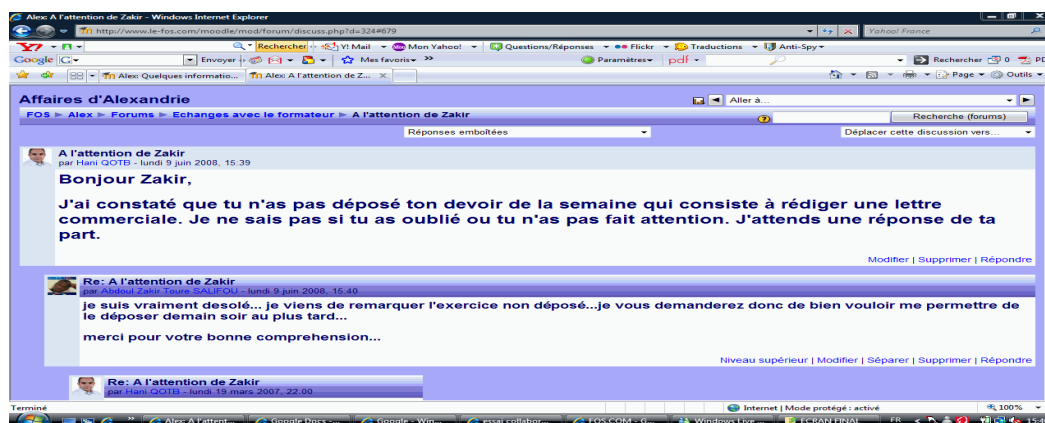 Alex: A l'attention de Zakir - Windows Internet Explorer
http://www.le-fos.com/moodle/mod/forum/discuss.php?d=324#679
Yahoo! France
Rechercher Y! Mail Mon Yahoo! Questions/Réponses Flickr Traductions Anti-Spy
Google Envoyer Mes favoris Paramètres pdf Rechercher 0
Alex: Quelques informatio... Alex: A l'attention de Z... Page Outils
Affaires d'Alexandrie
Aller à...
FOS ► Alex ► Forums ► Echanges avec le formateur ► A l'attention de Zakir
Recherche (forums)
Réponses emboîtées
Déplacer cette discussion vers...
A l'attention de Zakir
par Hani QOTB - lundi 9 juin 2008, 15:39
Bonjour Zakir,
J'ai constaté que tu n'as pas déposé ton devoir de la semaine qui consiste à rédiger une lettre
commerciale. Je ne sais pas si tu as oublié ou tu n'as pas fait attention. J'attends une réponse de ta
part.
Modifier | Supprimer | Répondre
Re: A l'attention de Zakir
par Abdoul Zakir Toure SALIFOU - lundi 9 juin 2008, 15:40
je suis vraiment desolé... je viens de remarquer l'exercice non déposé...je vous demanderez donc de bien vouloir me permettre de
le déposer demain soir au plus tard...
merci pour votre bonne comprehension...
Niveau supérieur | Modifier | Séparer | Supprimer | Répondre
Re: A l'attention de Zakir
par Hani QOTB - lundi 19 mars 2007, 22:00
Terminé
Internet | Mode protégé : activé
100%
Alex: A l'attent... Google Docs -... Google - Win... essai collabor... FOS.COM - G... Windows Live ... ECRAN FINAL FR